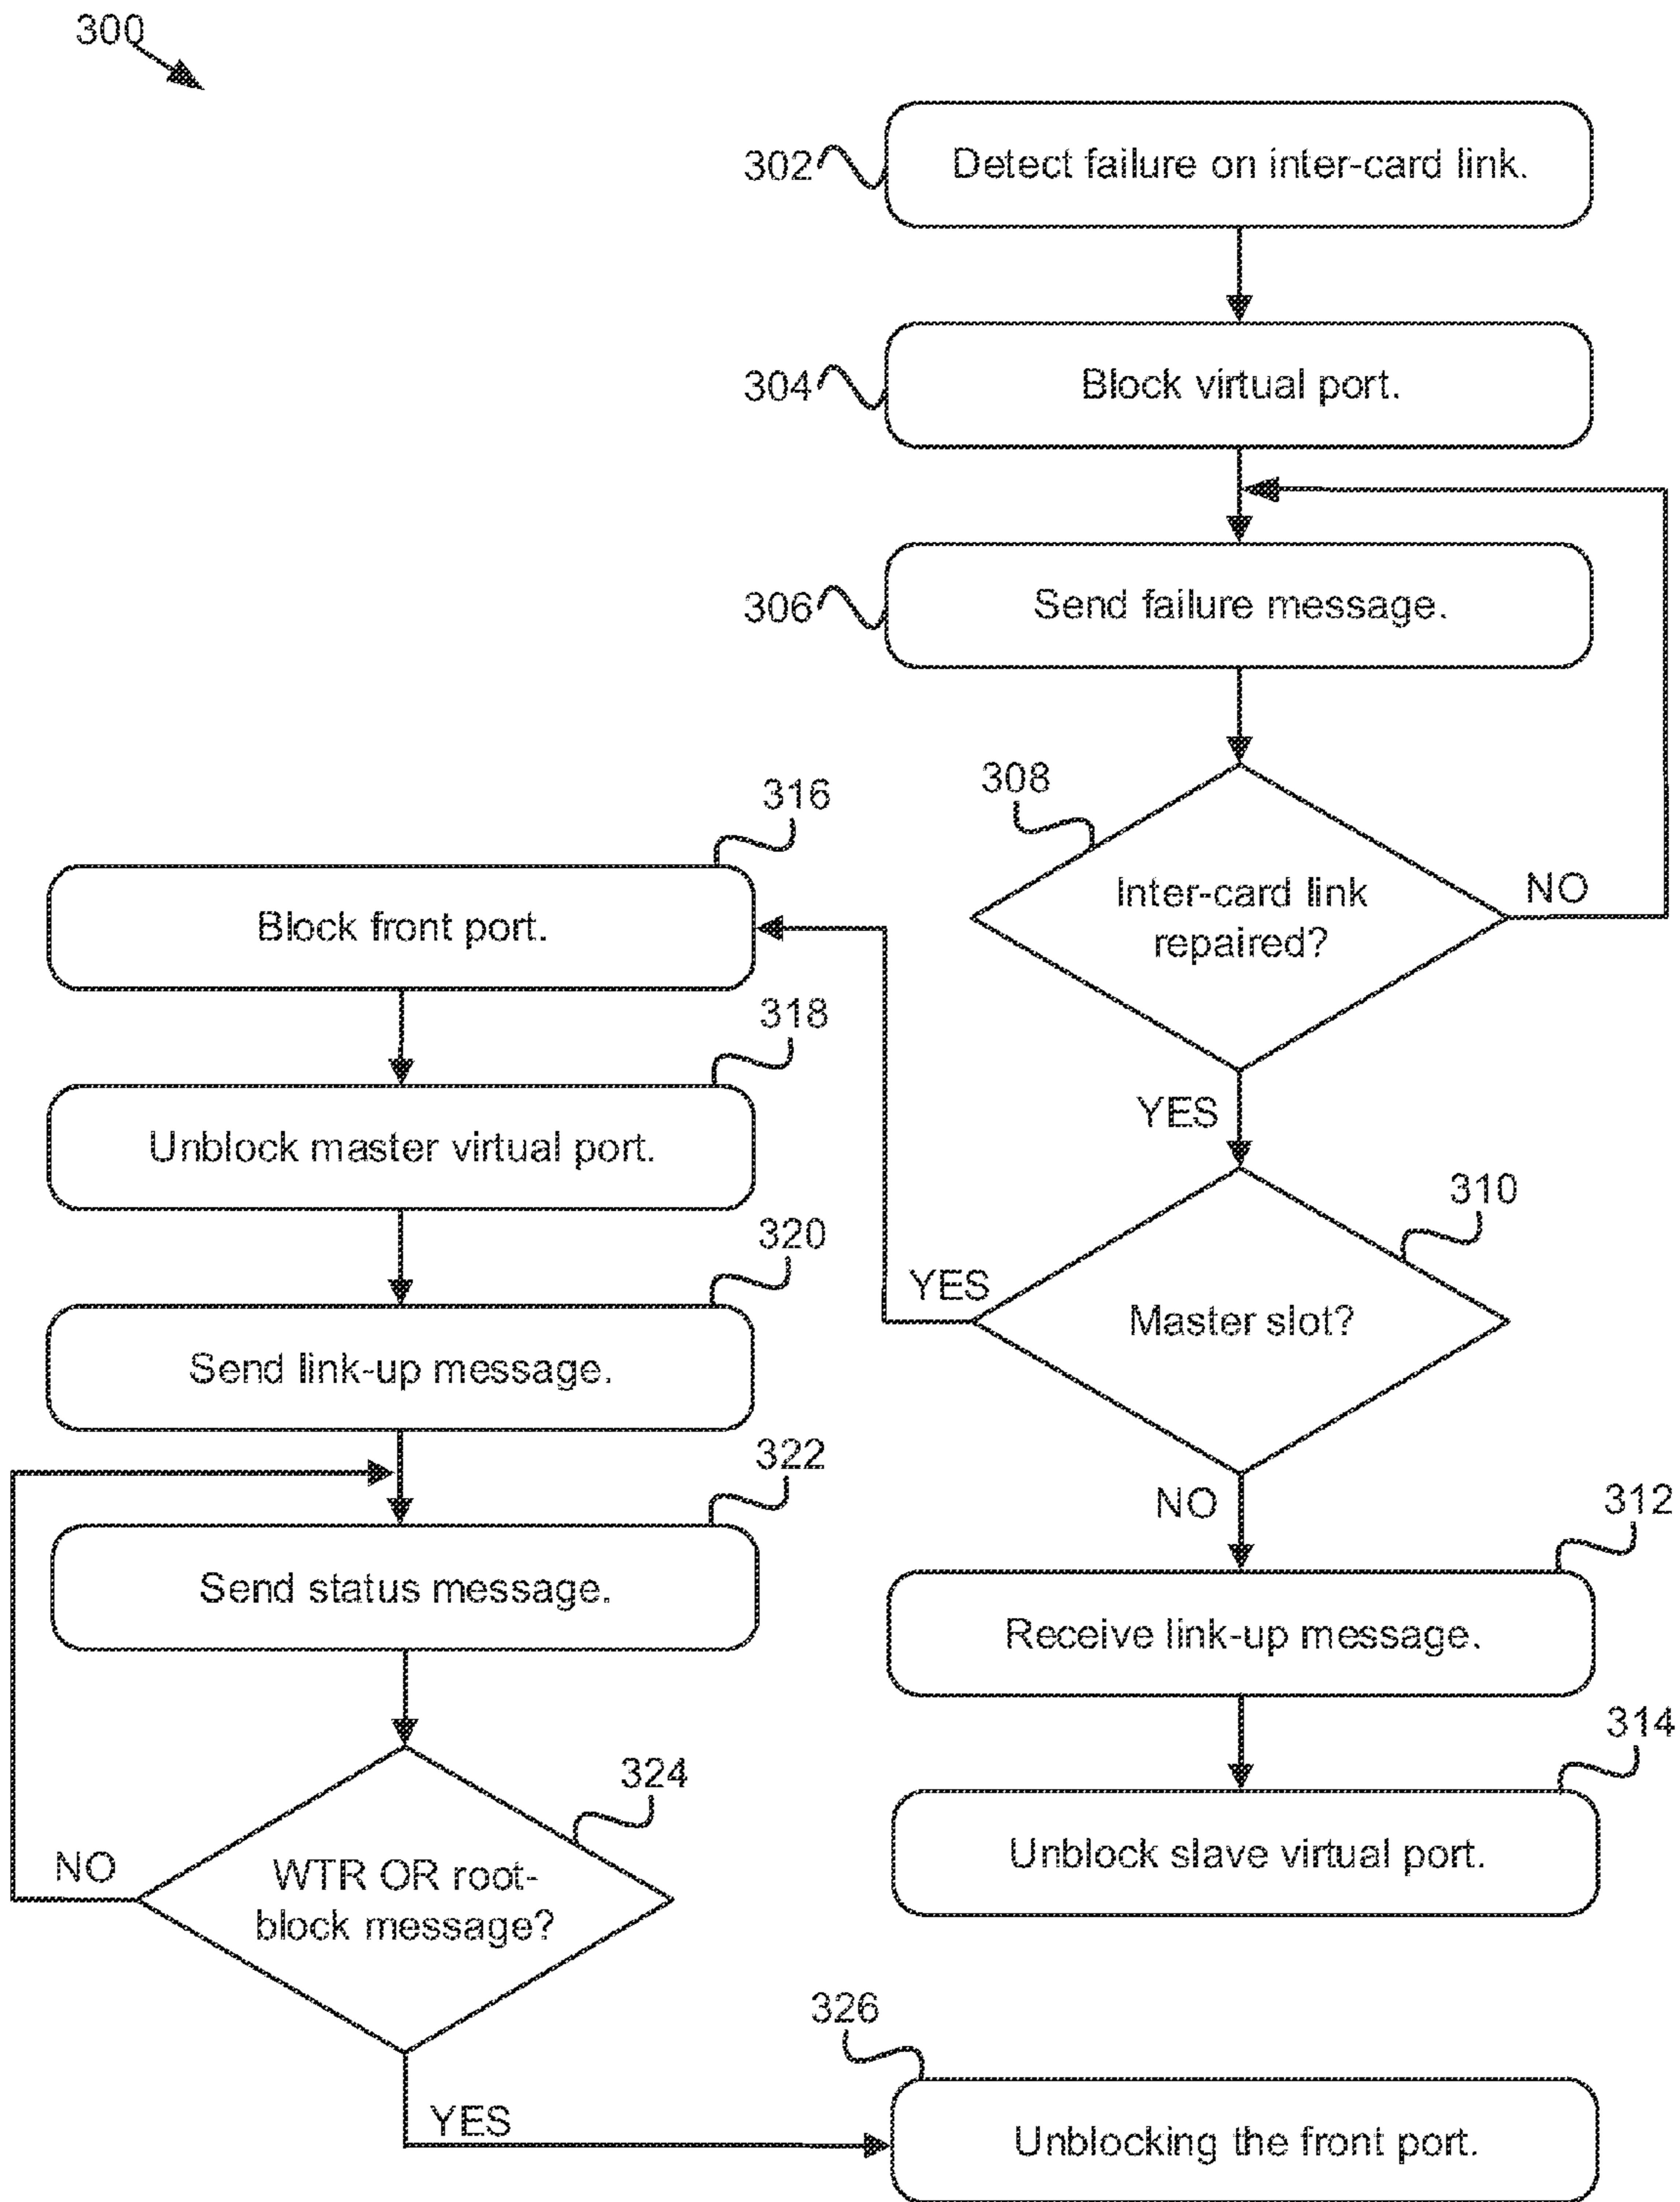 300
302
Detect failure on inter-card link.
304
Block virtual port.
306
Send failure message.
308
Inter-card link
repaired?
NO
YES
310
Master slot?
YES
NO
312
Receive link-up message.
314
Unblock slave virtual port.
316
Block front port.
318
Unblock master virtual port.
320
Send link-up message.
322
Send status message.
324
WTR OR root-
block message?
NO
YES
326
Unblocking the front port.